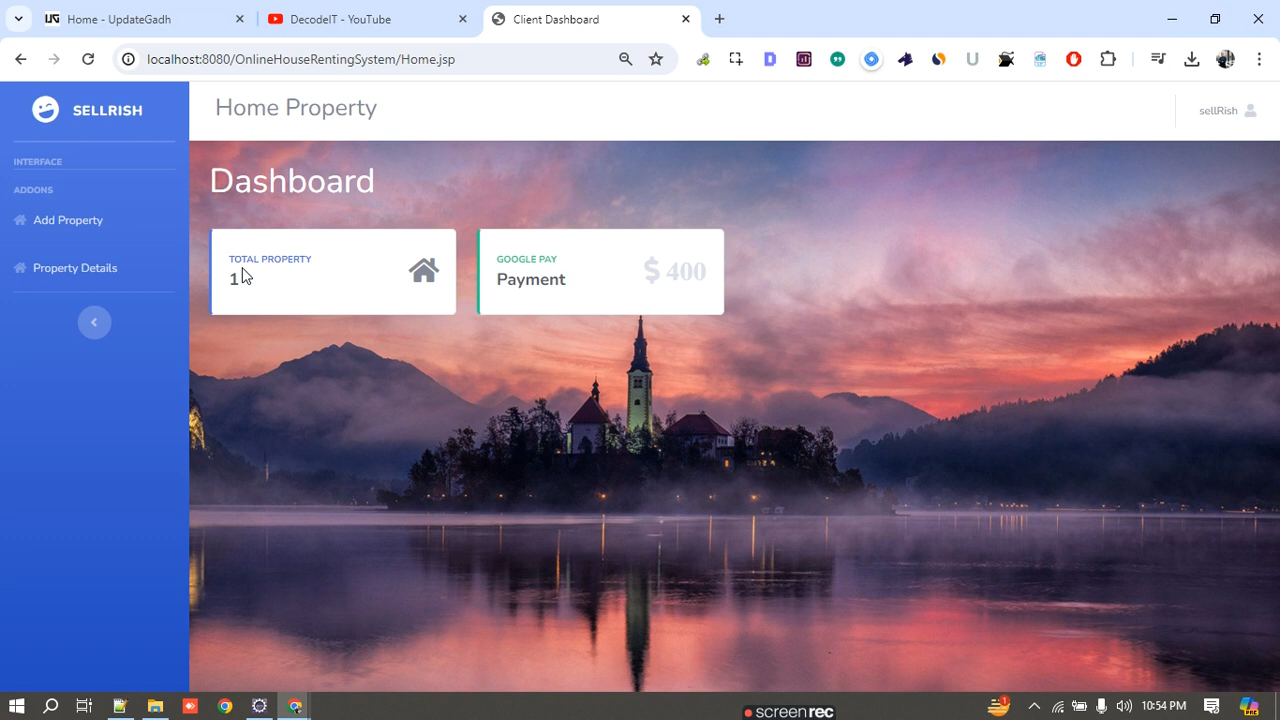 Home - UpdateGadh
DecodeIT - YouTube
Client Dashboard
localhost:8080/OnlineHouseRentingSystem/Home.jsp
SELLRISH
Home Property
sellRish
INTERFACE
ADDONS
Add Property
Property Details
Dashboard
TOTAL PROPERTY
1
GOOGLE PAY
Payment
$ 400
10:54 PM
screenrec